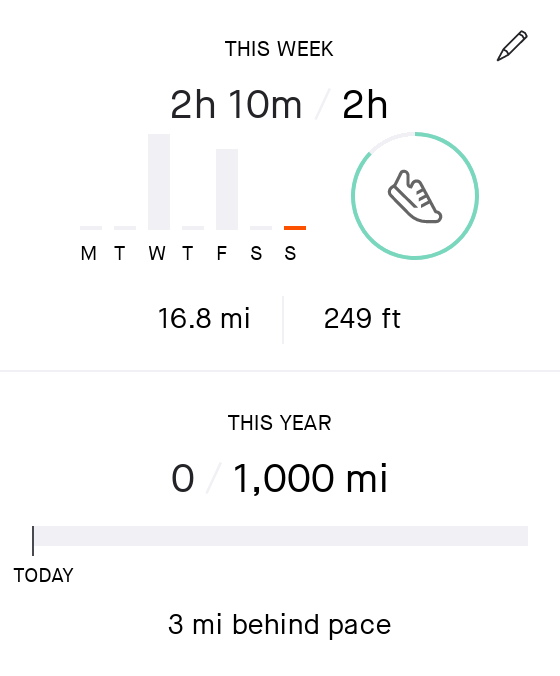 THIS WEEK
2h 10m / 2h
M T W T F S S
16.8 mi
249 ft
THIS YEAR
0 / 1,000 mi
TODAY
3 mi behind pace